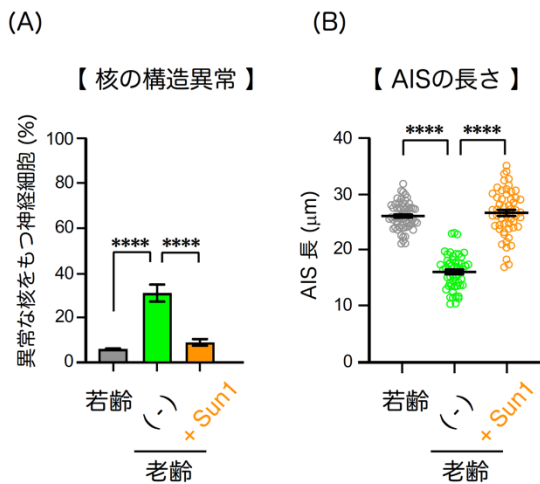 (A)
【 核の構造異常 】
異常な核をもつ神経細胞 (%)
100
80
60
40
20
0
**** ****
若齢
(-)
+ Sun1
老齢
(B)
【 AISの長さ 】
AIS 長 (μm)
40
30
20
10
0
**** ****
若齢
(-)
+ Sun1
老齢